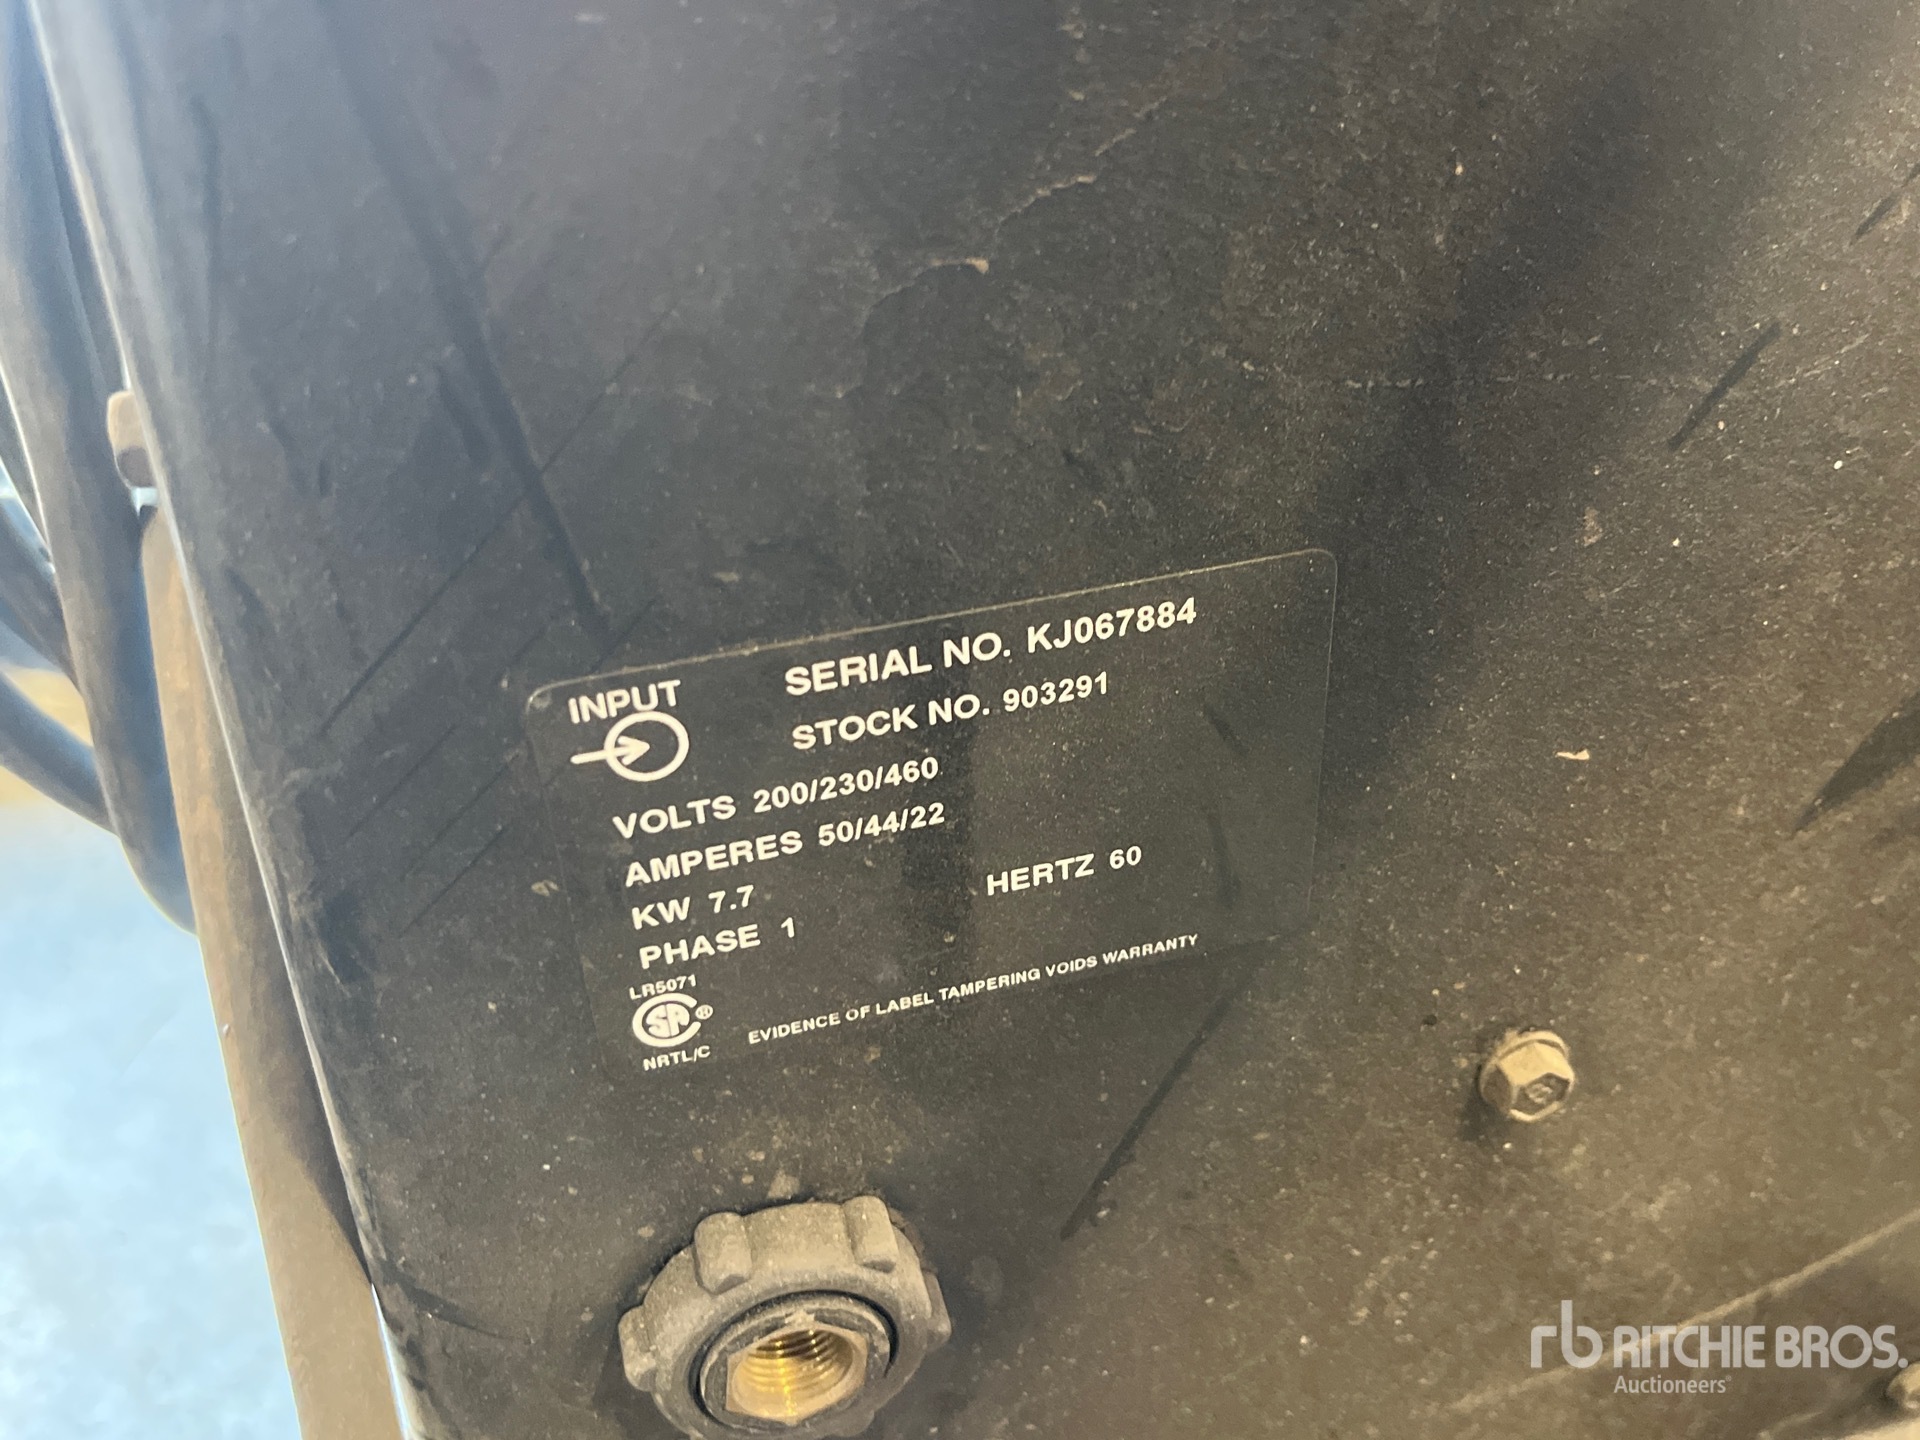 INPUT
SERIAL NO. KJ067884
STOCK NO. 903291
VOLTS 200/230/460
AMPERES 50/44/22
KW 7.7
HERTZ 60
PHASE 1
LR5071
SA®
NRTL/C
EVIDENCE OF LABEL TAMPERING VOIDS WARRANTY
rb RITCHIE BROS.
Auctioneers